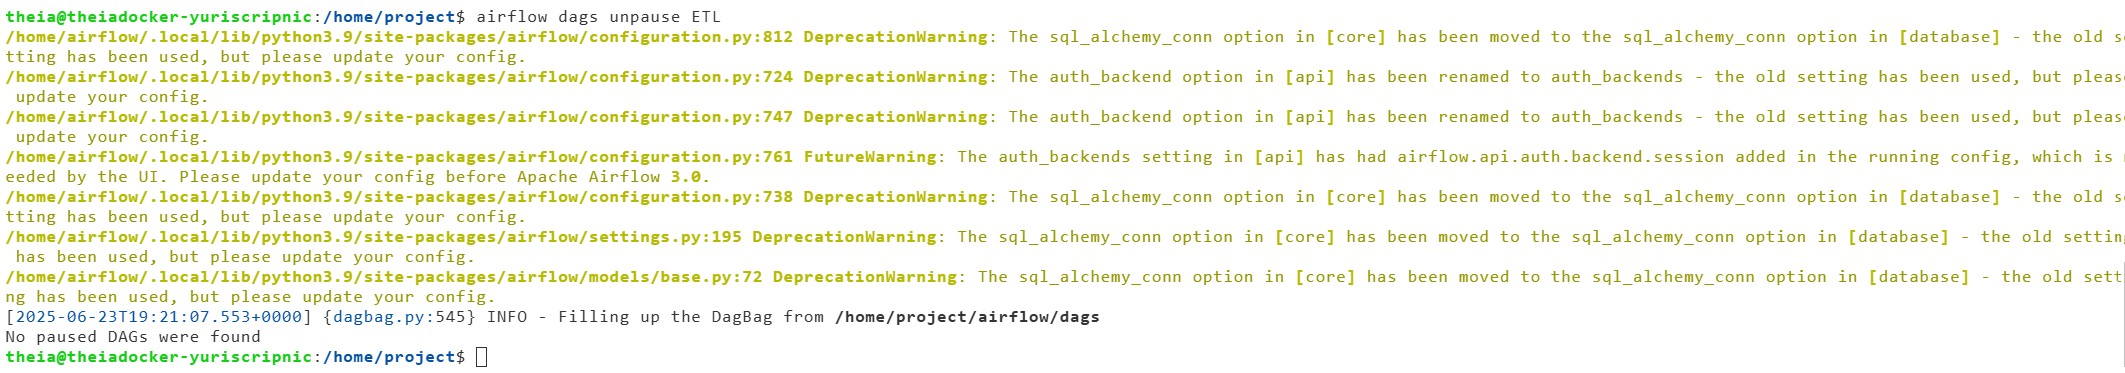 theia@theiadocker-yuriscripnic:/home/project$ airflow dags unpause ETL
/home/airflow/.local/lib/python3.9/site-packages/airflow/configuration.py:812 DeprecationWarning: The sql_alchemy_conn option in [core] has been moved to the sql_alchemy_conn option in [database] - the old se
tting has been used, but please update your config.
/home/airflow/.local/lib/python3.9/site-packages/airflow/configuration.py:724 DeprecationWarning: The auth_backend option in [api] has been renamed to auth_backends - the old setting has been used, but pleas
update your config.
/home/airflow/.local/lib/python3.9/site-packages/airflow/configuration.py:747 DeprecationWarning: The auth_backend option in [api] has been renamed to auth_backends - the old setting has been used, but pleas
update your config.
/home/airflow/.local/lib/python3.9/site-packages/airflow/configuration.py:761 FutureWarning: The auth_backends setting in [api] has had airflow.api.auth.backend.session added in the running config, which is n
eeded by the UI. Please update your config before Apache Airflow 3.0.
/home/airflow/.local/lib/python3.9/site-packages/airflow/configuration.py:738 DeprecationWarning: The sql_alchemy_conn option in [core] has been moved to the sql_alchemy_conn option in [database] - the old se
tting has been used, but please update your config.
/home/airflow/.local/lib/python3.9/site-packages/airflow/settings.py:195 DeprecationWarning: The sql_alchemy_conn option in [core] has been moved to the sql_alchemy_conn option in [database] - the old setting
has been used, but please update your config.
/home/airflow/.local/lib/python3.9/site-packages/airflow/models/base.py:72 DeprecationWarning: The sql_alchemy_conn option in [core] has been moved to the sql_alchemy_conn option in [database] - the old sett
ng has been used, but please update your config.
[2025-06-23T19:21:07.553+0000] {dagbag.py:545} INFO - Filling up the DagBag from /home/project/airflow/dags
No paused DAGs were found
theia@theiadocker-yuriscripnic:/home/project$